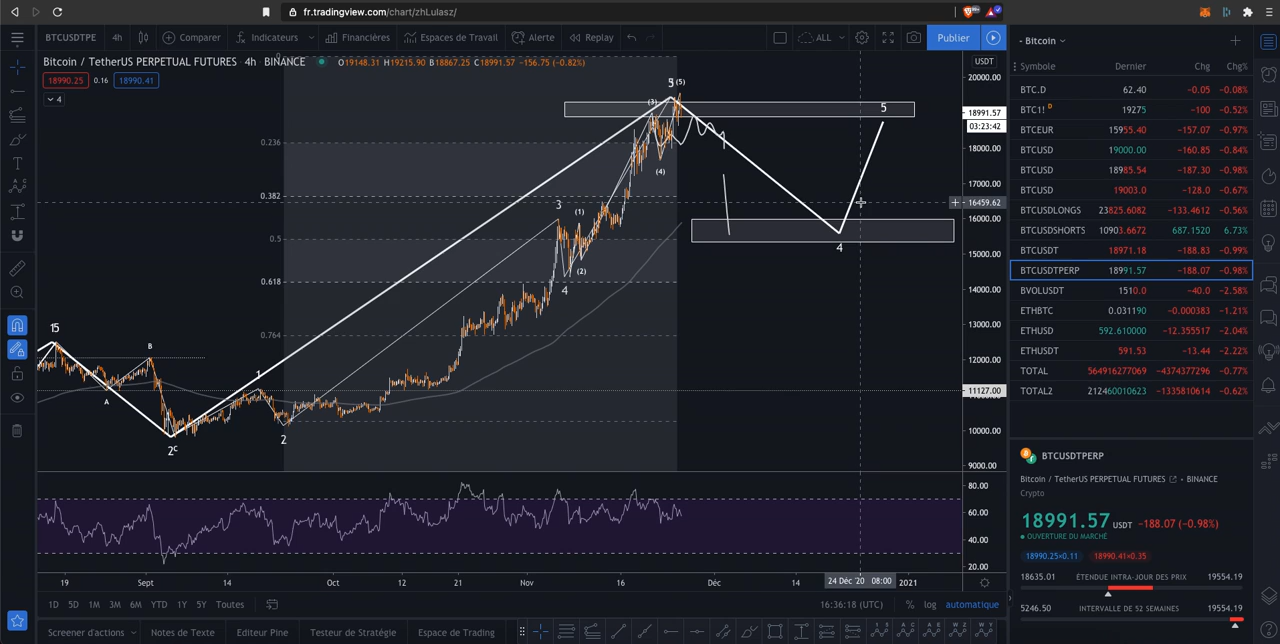 fr.tradingview.com/chart/zhLulasz/
BTCUSDTPE 4h Comparer Indicateurs Financières Espaces de Travail Alerte Replay ALL Publier
Bitcoin / TetherUS PERPETUAL FUTURES · 4h · BINANCE O19148.31 H19215.90 B18867.25 C18991.57 -156.75 (-0.82%)
18990.25 0.16 18990.41
4
USDT
20000.00
18991.57
03:23:42
18000.00
17000.00
16459.62
16000.00
15000.00
14000.00
13000.00
12000.00
11127.00
10000.00
9000.00
0.236
0.382
0.5
0.618
0.764
15
A
B
2c
1
2
3
4
(1)
(2)
(3)
(4)
5 (5)
4
5
80.00
60.00
40.00
20.00
19 Sept 14 Oct 12 21 Nov 16 Déc 14 24 Déc '20 08:00 2021
1D 5D 1M 3M 6M YTD 1Y 5Y Toutes 16:36:18 (UTC) % log automatique
Screener d'actions Notes de Texte Editeur Pine Testeur de Stratégie Espace de Trading
Bitcoin
Symbole Dernier Chg Chg%
BTC.D 62.40 -0.05 -0.08%
BTC1! D 19275 -100 -0.52%
BTCEUR 15955.40 -157.07 -0.97%
BTCUSD 19000.00 -160.85 -0.84%
BTCUSD 18985.54 -187.30 -0.98%
BTCUSD 19003.0 -128.0 -0.67%
BTCUSDLONGS 23825.6082 -133.4612 -0.56%
BTCUSDSHORTS 10903.6672 687.1520 6.73%
BTCUSDT 18971.18 -188.83 -0.99%
BTCUSDTPERP 18991.57 -188.07 -0.98%
BVOLUSDT 1510.0 -40.0 -2.58%
ETHBTC 0.031190 -0.000383 -1.21%
ETHUSD 592.610000 -12.355517 -2.04%
ETHUSDT 591.53 -13.44 -2.22%
TOTAL 564916277069 -4374377296 -0.77%
TOTAL2 212460010623 -1335810614 -0.62%
BTCUSDTPERP
Bitcoin / TetherUS PERPETUAL FUTURES · BINANCE
Crypto
18991.57 USDT -188.07 (-0.98%)
OUVERTURE DU MARCHÉ
18990.25×0.11 18990.41×0.35
18635.01 ÉTENDUE INTRA-JOUR DES PRIX 19554.19
5246.50 INTERVALLE DE 52 SEMAINES 19554.19